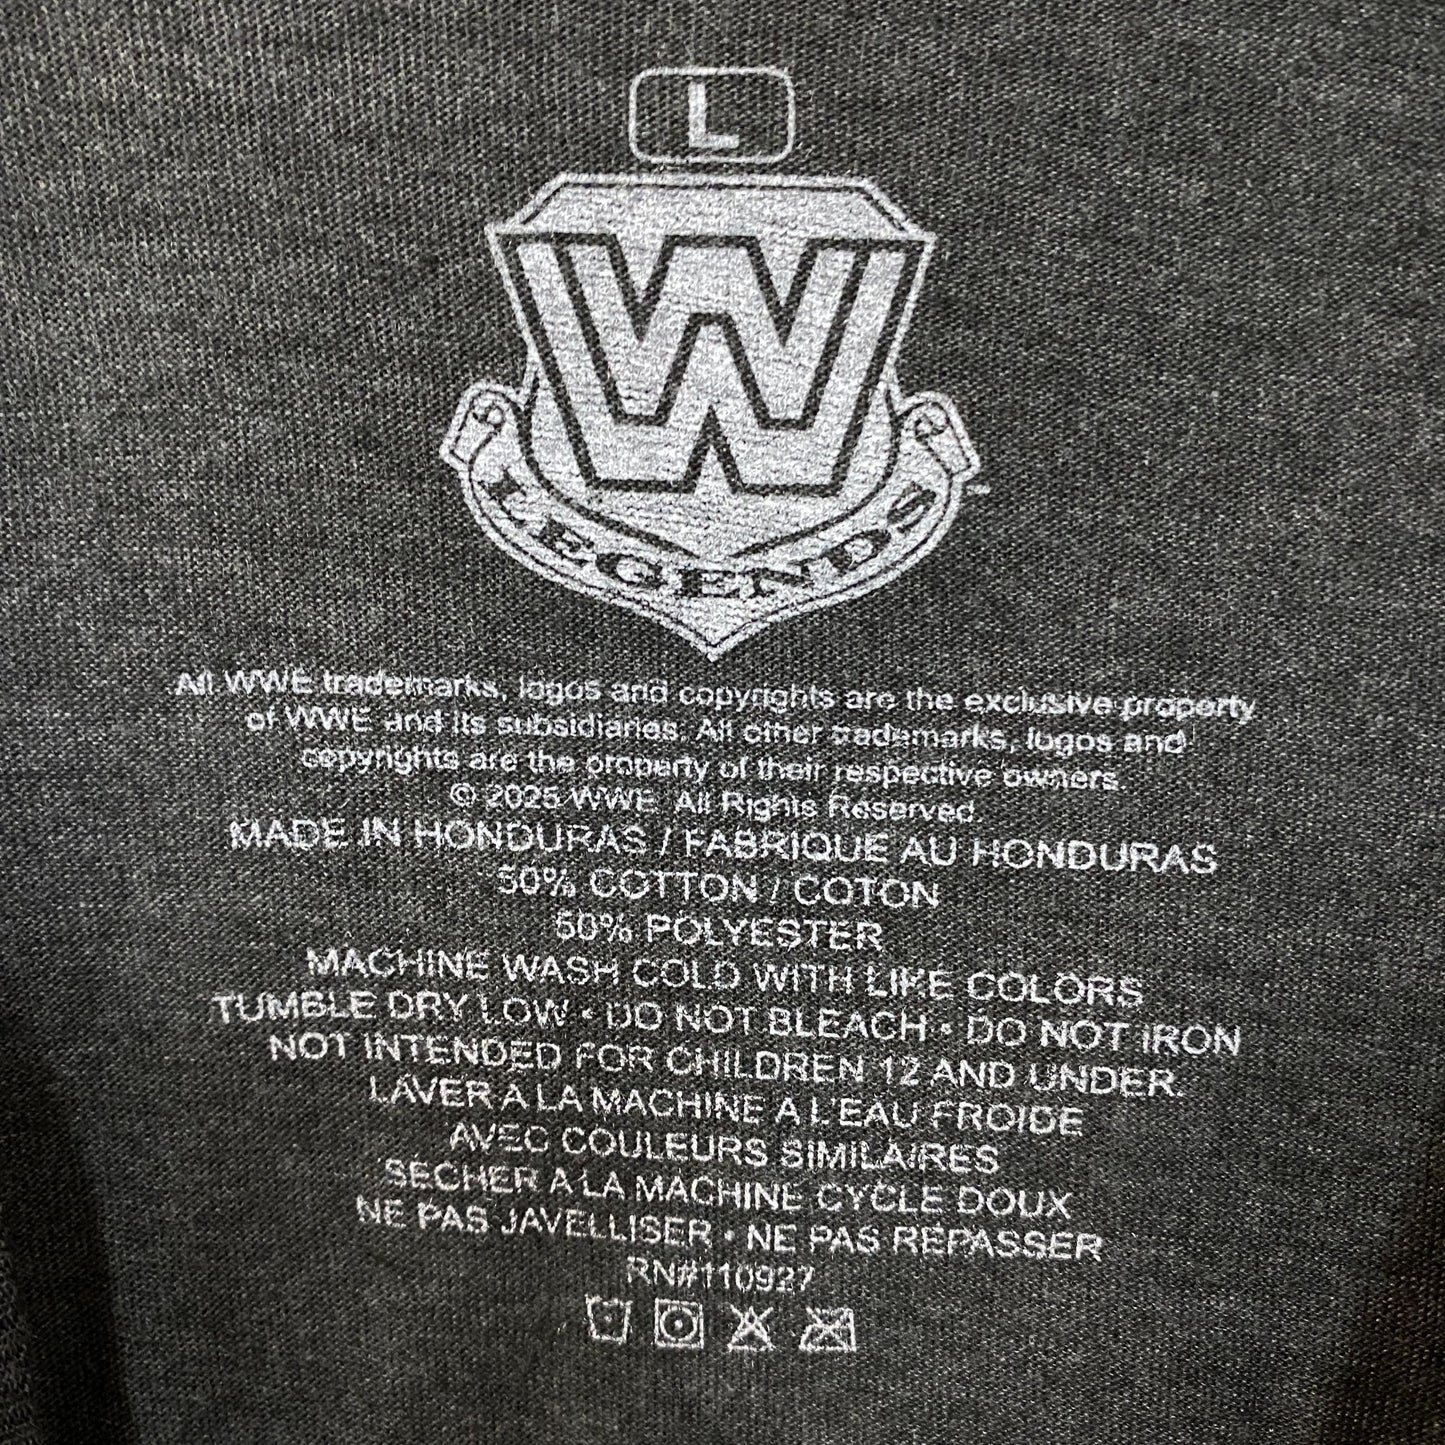 L
W
LEGENDS
™
All WWE trademarks, logos and copyrights are the exclusive property
of WWE and its subsidiaries. All other trademarks, logos and
copyrights are the property of their respective owners.
© 2025 WWE. All Rights Reserved.
MADE IN HONDURAS / FABRIQUE AU HONDURAS
50% COTTON / COTON
50% POLYESTER
MACHINE WASH COLD WITH LIKE COLORS
TUMBLE DRY LOW • DO NOT BLEACH • DO NOT IRON
NOT INTENDED FOR CHILDREN 12 AND UNDER.
LAVER A LA MACHINE A L'EAU FROIDE
AVEC COULEURS SIMILAIRES
SECHER A LA MACHINE CYCLE DOUX
NE PAS JAVELLISER • NE PAS REPASSER
RN#110927